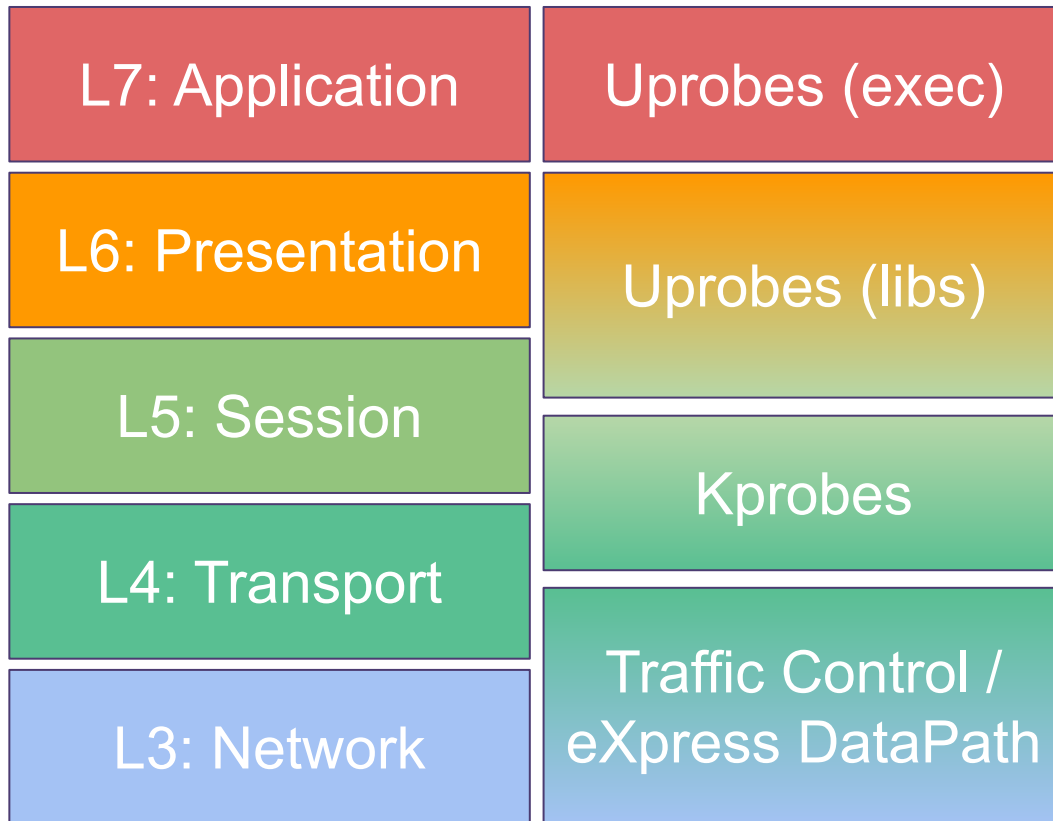 L7: Application
Uprobes (exec)
L6: Presentation
Uprobes (libs)
L5: Session
Kprobes
L4: Transport
Traffic Control /
eXpress DataPath
L3: Network